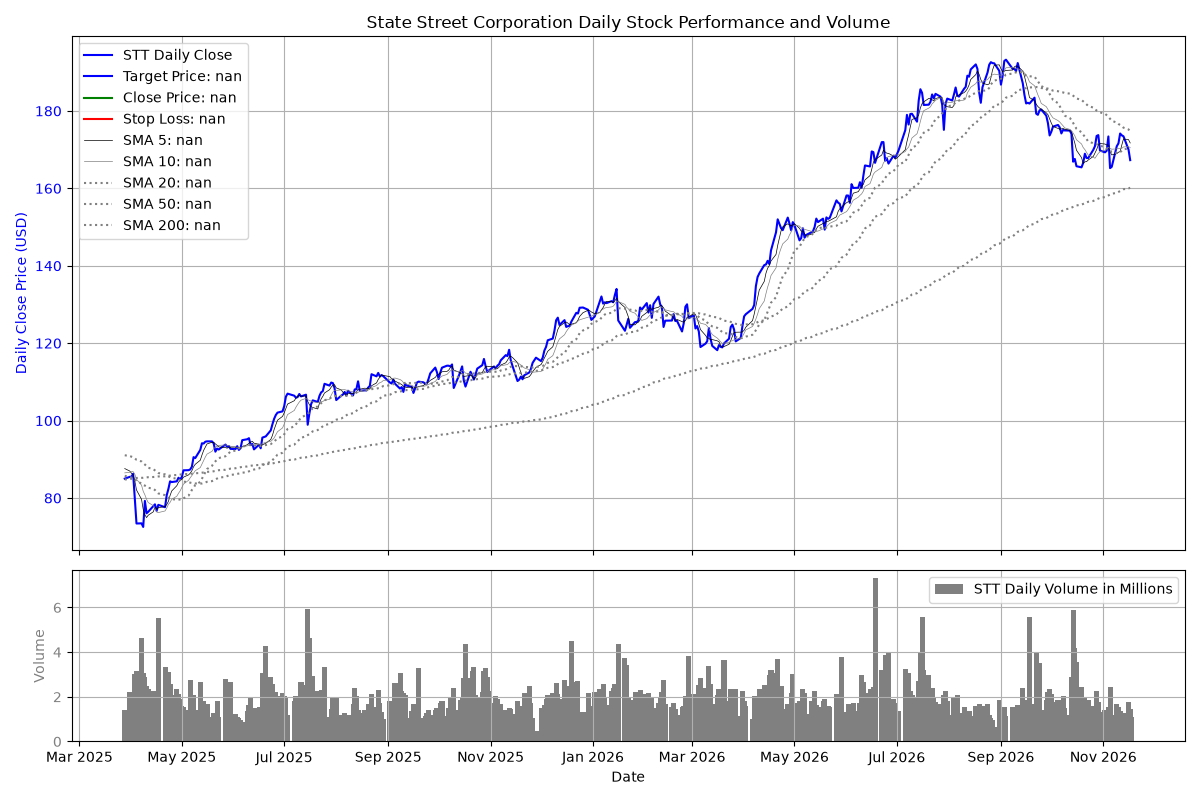 State Street Corporation Daily Stock Performance and Volume
STT Daily Close
Target Price: nan
Close Price: nan
Stop Loss: nan
SMA 5: nan
SMA 10: nan
SMA 20: nan
SMA 50: nan
SMA 200: nan
Daily Close Price (USD)
180
160
140
120
100
80
STT Daily Volume in Millions
Volume
6
4
2
0
Mar 2025 May 2025 Jul 2025 Sep 2025 Nov 2025 Jan 2026 Mar 2026 May 2026 Jul 2026 Sep 2026 Nov 2026
Date